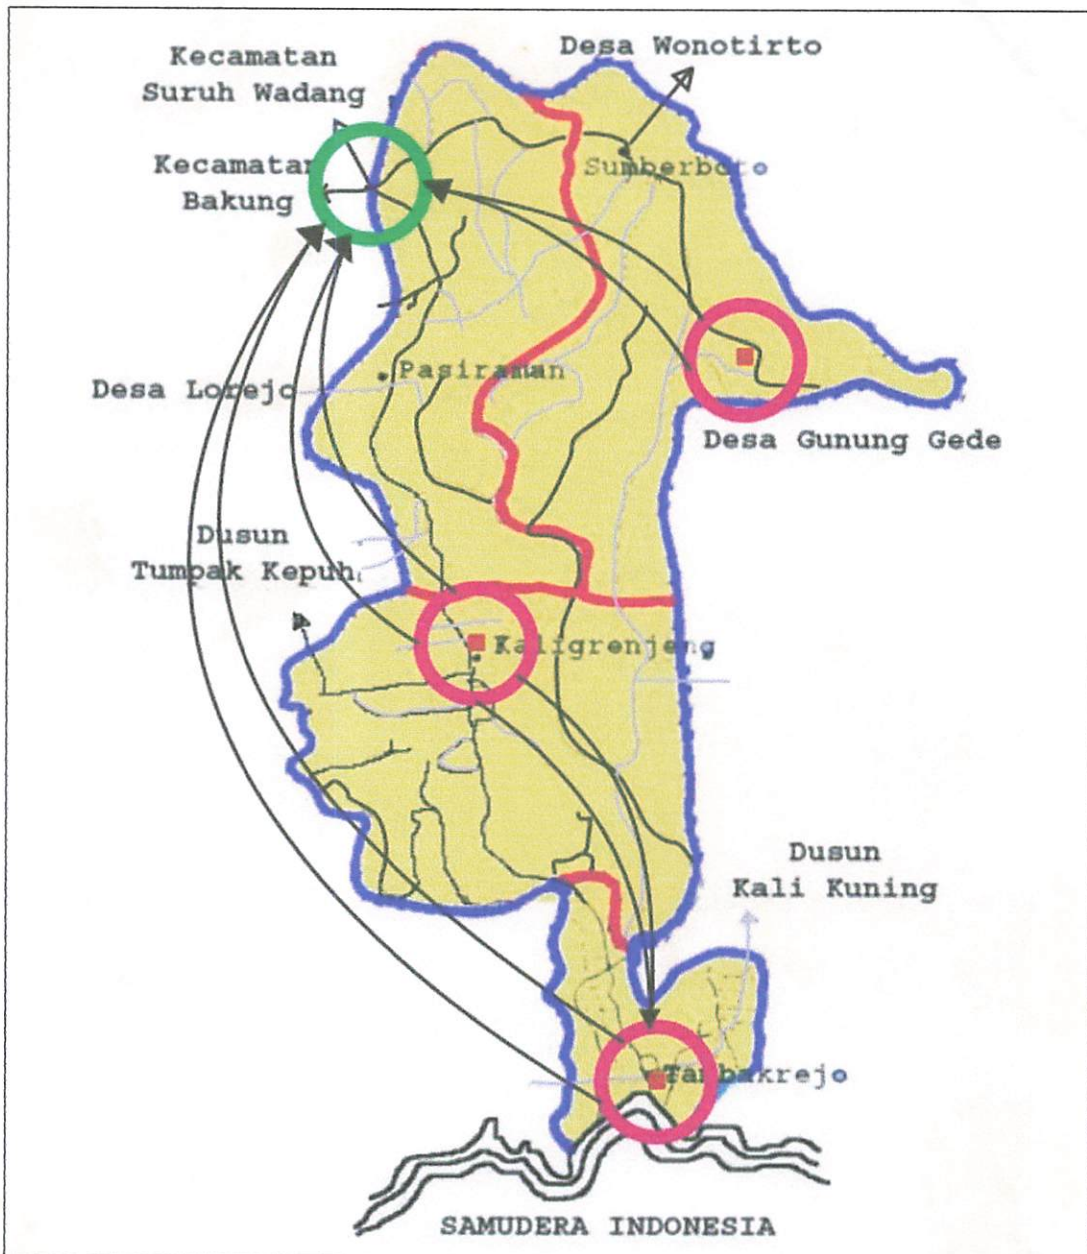 Desa Wonotirto
Kecamatan
Suruh Wadang
Kecamatan
Bakung
Sumberboto
Pasiraman
Desa Lorejo
Desa Gunung Gede
Dusun
Tumpak Kepuh
Kaligrenjeng
Dusun
Kali Kuning
Tambakrejo
SAMUDERA INDONESIA